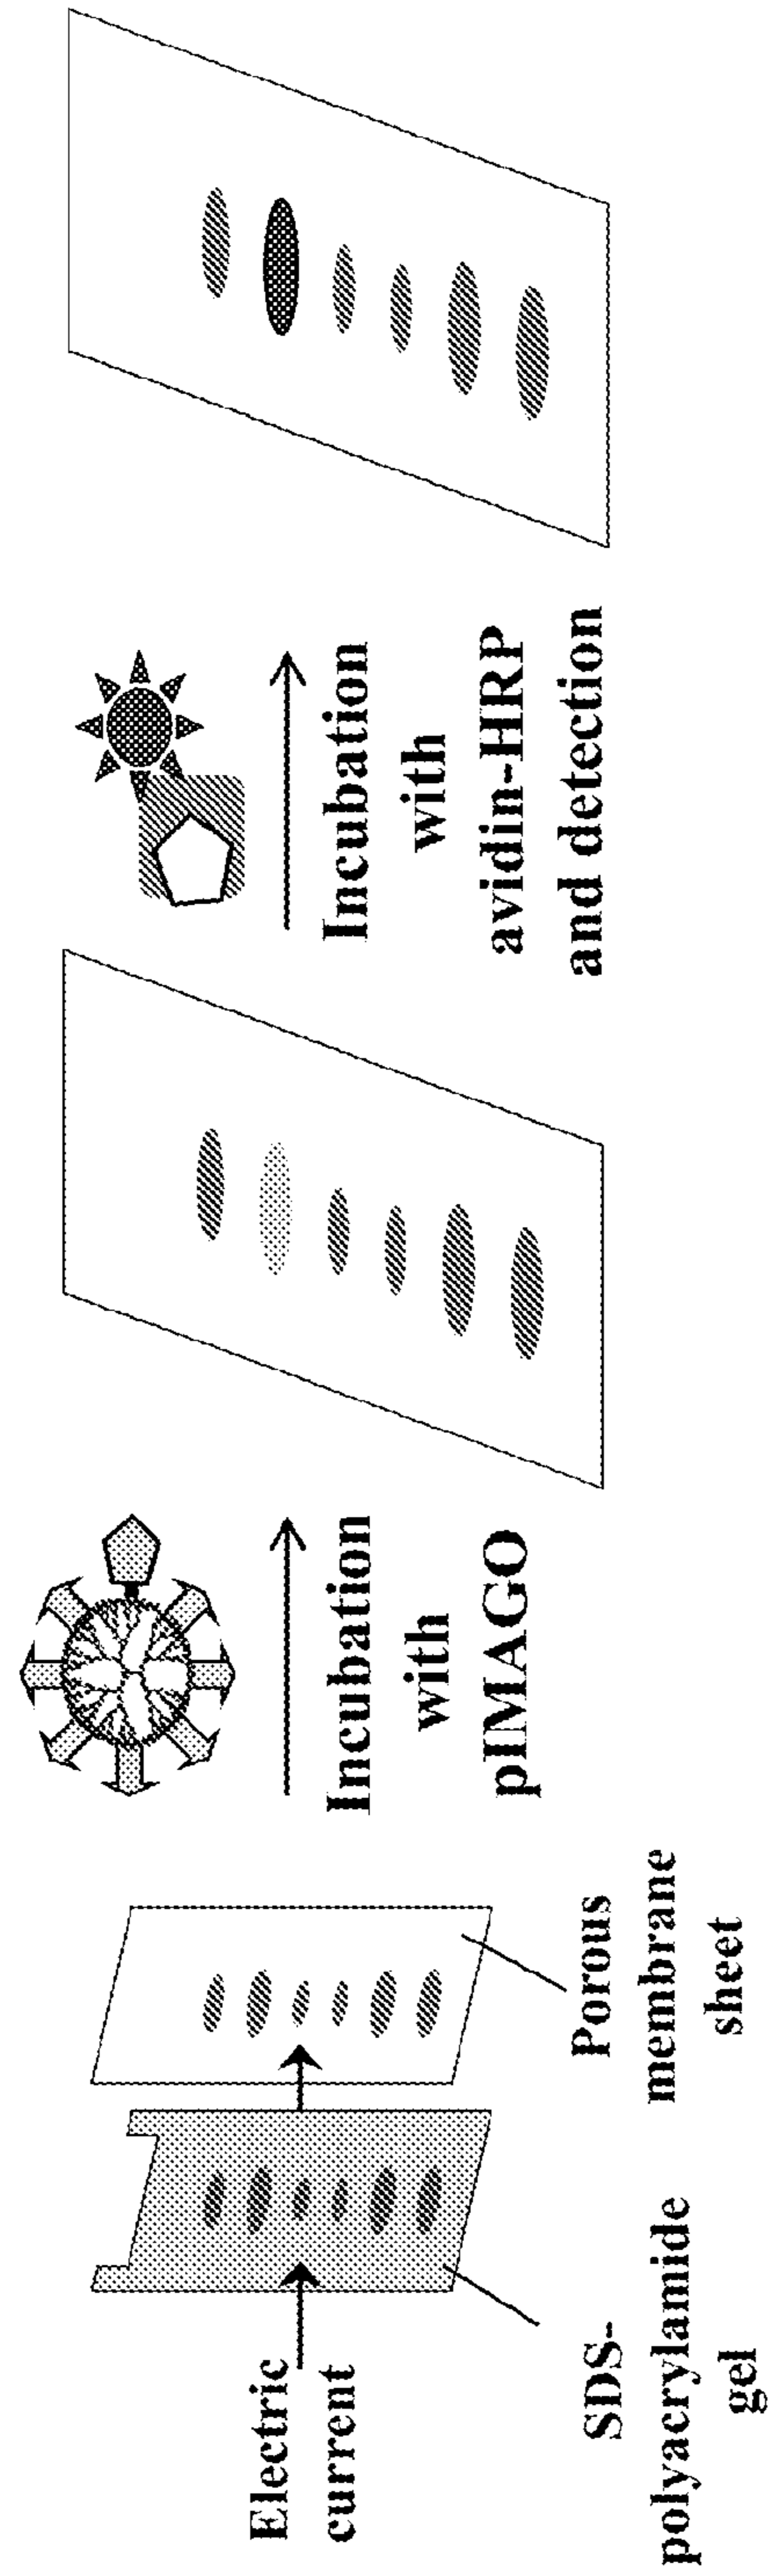 Electric
current
SDS-
polyacrylamide
gel
Porous
membrane
sheet
Incubation
with
pIMAGO
Incubation
with
avidin-HRP
and detection